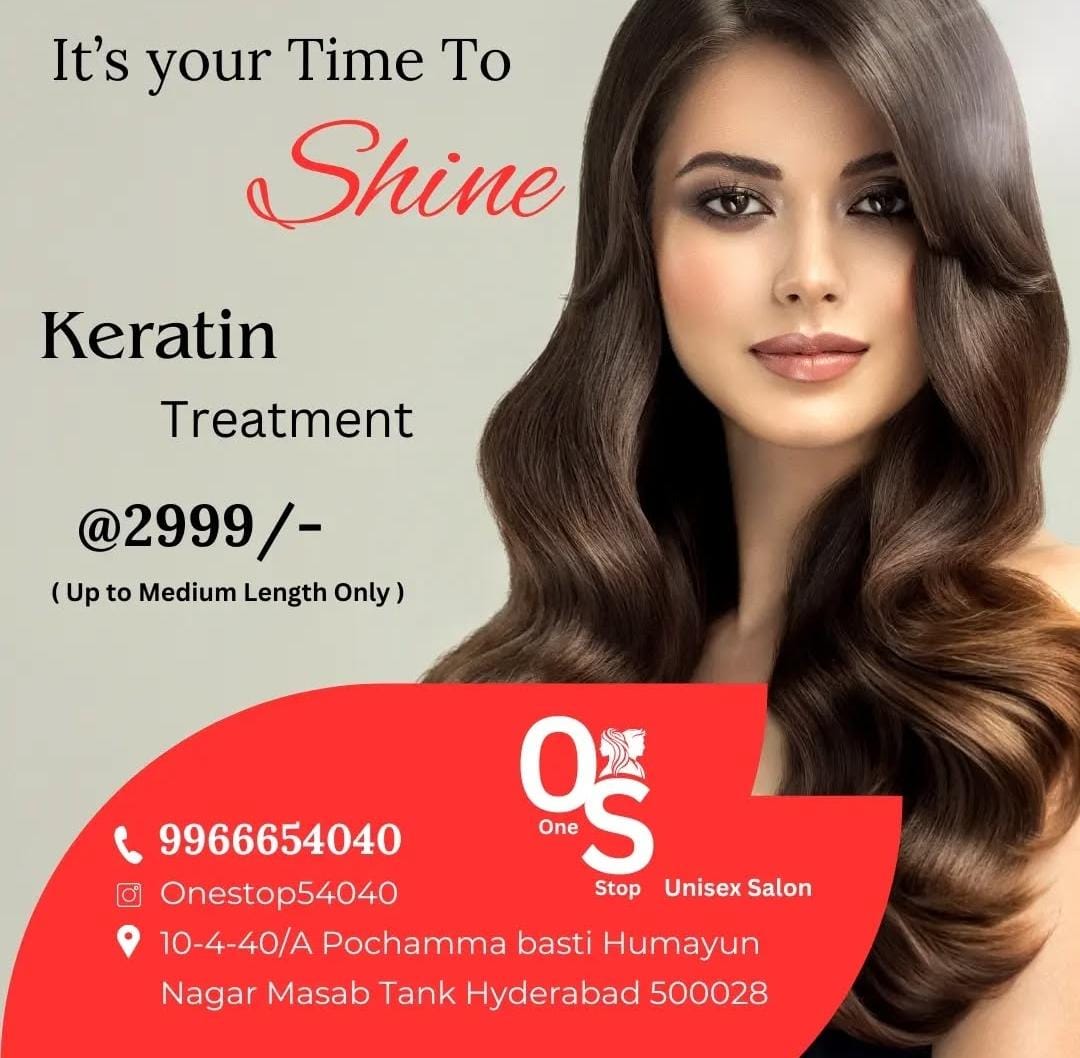 It's your Time To
Shine
Keratin
Treatment
@2999/-
( Up to Medium Length Only )
OS
One
Stop Unisex Salon
9966654040
Onestop54040
10-4-40/A Pochamma basti Humayun
Nagar Masab Tank Hyderabad 500028